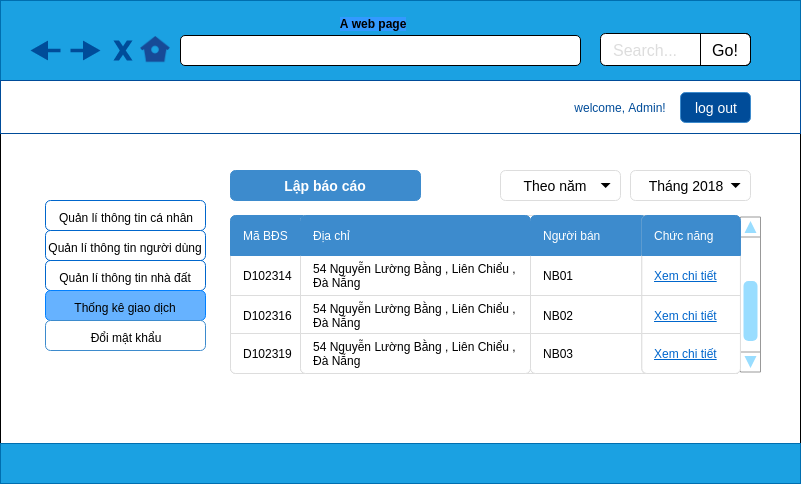 A web page
Search...
Go!
welcome, Admin!
log out
Lập báo cáo
Theo năm
Tháng 2018
Quản lí thông tin cá nhân
Quản lí thông tin người dùng
Quản lí thông tin nhà đất
Thống kê giao dịch
Đổi mật khẩu
Mã BĐS
Địa chỉ
Người bán
Chức năng
D102314
54 Nguyễn Lường Bằng , Liên Chiểu ,
Đà Nẵng
NB01
Xem chi tiết
D102316
54 Nguyễn Lường Bằng , Liên Chiểu ,
Đà Nẵng
NB02
Xem chi tiết
D102319
54 Nguyễn Lường Bằng , Liên Chiểu ,
Đà Nẵng
NB03
Xem chi tiết